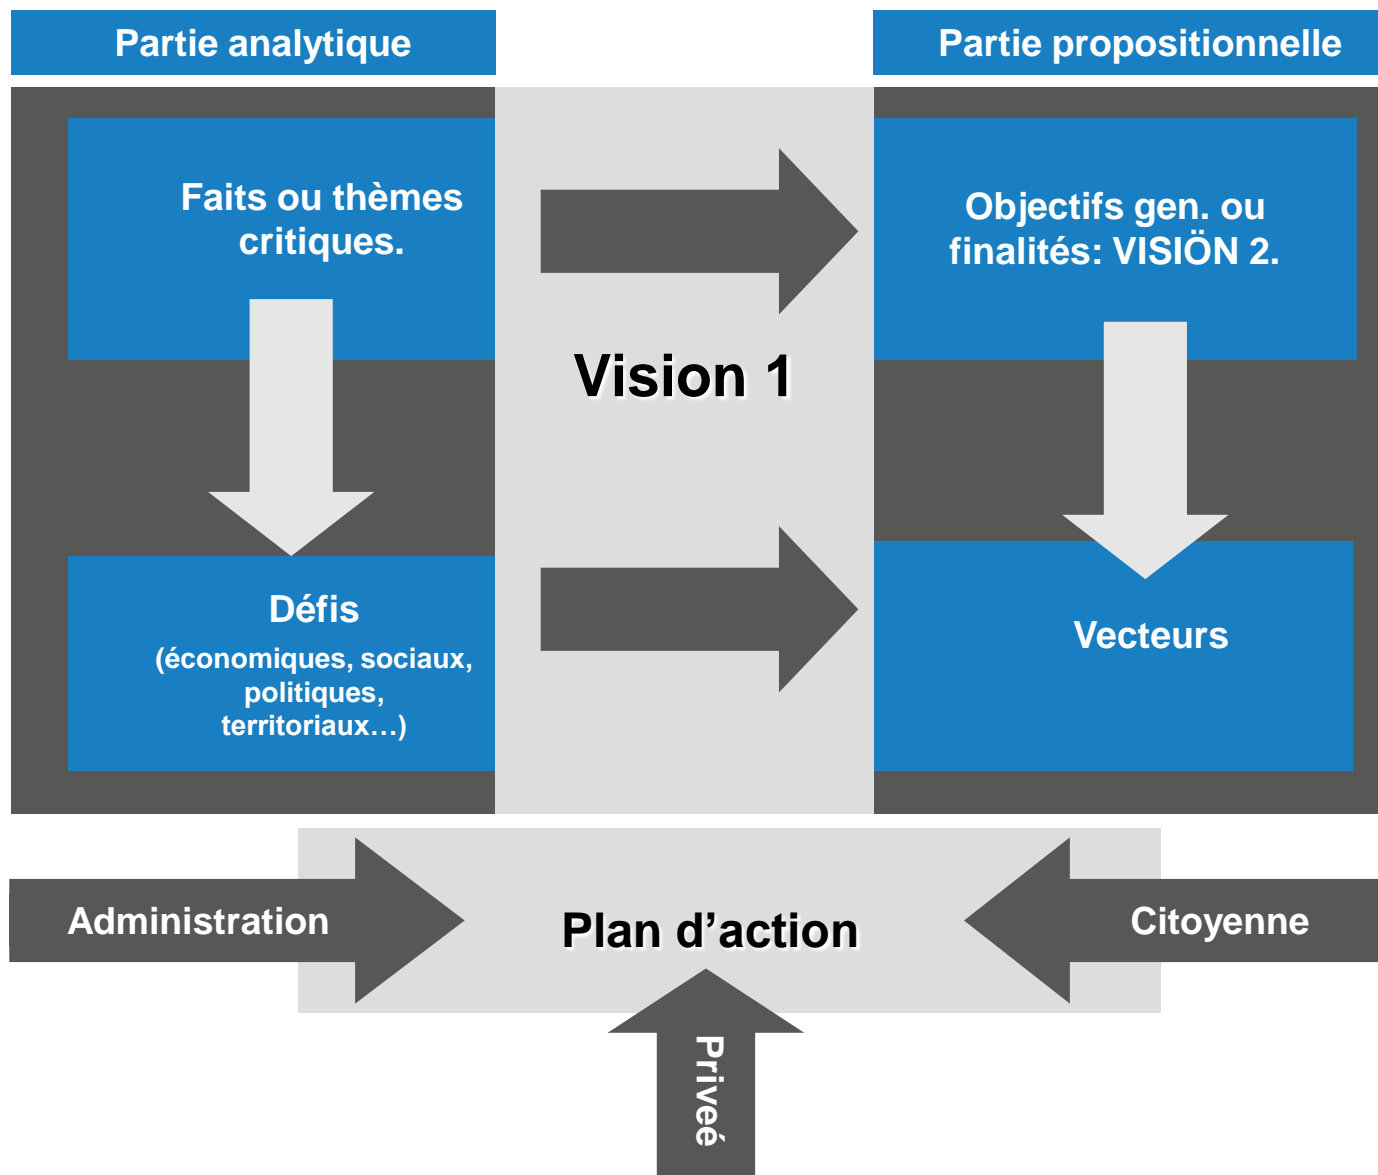 Partie analytique
Partie propositionnelle
Faits ou thèmes
critiques.
Objectifs gen. ou
finalités: VISIÖN 2.
Vision 1
Défis
(économiques, sociaux,
politiques,
territoriaux…)
Vecteurs
Administration
Plan d’action
Citoyenne
Priveé